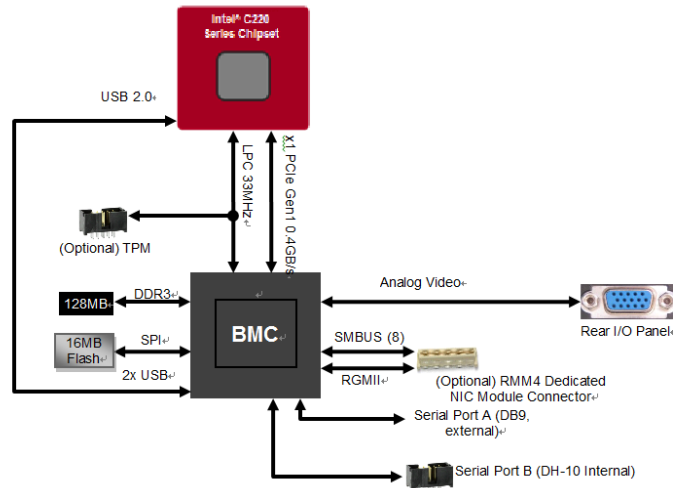 Intel® C220
Series Chipset
USB 2.0
LPC 33MHz
x1 PCIe Gen1 0.4GB/s
(Optional) TPM
DDR3
128MB
Analog Video
BMC
Rear I/O Panel
SPI
16MB
Flash
SMBUS (8)
RGMII
2x USB
(Optional) RMM4 Dedicated
NIC Module Connector
Serial Port A (DB9,
external)
Serial Port B (DH-10 Internal)